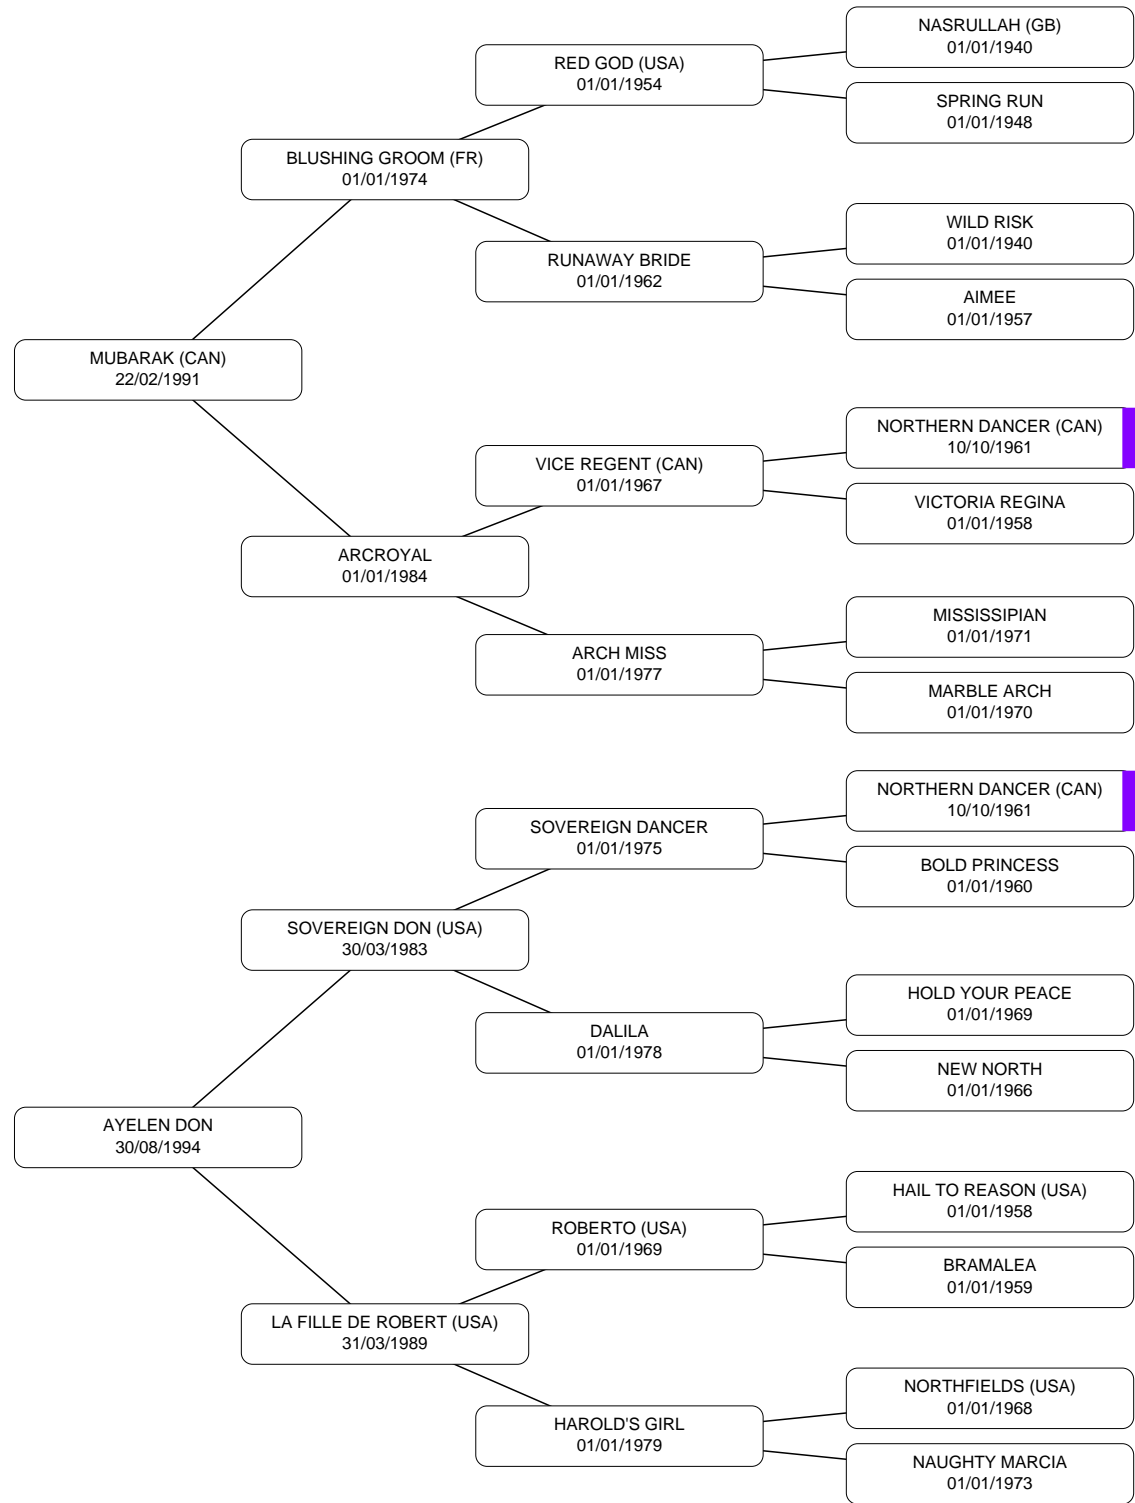 NASRULLAH (GB)
01/01/1940
RED GOD (USA)
01/01/1954
SPRING RUN
01/01/1948
BLUSHING GROOM (FR)
01/01/1974
WILD RISK
01/01/1940
RUNAWAY BRIDE
01/01/1962
AIMEE
01/01/1957
MUBARAK (CAN)
22/02/1991
NORTHERN DANCER (CAN)
10/10/1961
VICE REGENT (CAN)
01/01/1967
VICTORIA REGINA
01/01/1958
ARCROYAL
01/01/1984
MISSISSIPIAN
01/01/1971
ARCH MISS
01/01/1977
MARBLE ARCH
01/01/1970
NORTHERN DANCER (CAN)
10/10/1961
SOVEREIGN DANCER
01/01/1975
BOLD PRINCESS
01/01/1960
SOVEREIGN DON (USA)
30/03/1983
HOLD YOUR PEACE
01/01/1969
DALILA
01/01/1978
NEW NORTH
01/01/1966
AYELEN DON
30/08/1994
HAIL TO REASON (USA)
01/01/1958
ROBERTO (USA)
01/01/1969
BRAMALEA
01/01/1959
LA FILLE DE ROBERT (USA)
31/03/1989
NORTHFIELDS (USA)
01/01/1968
HAROLD'S GIRL
01/01/1979
NAUGHTY MARCIA
01/01/1973